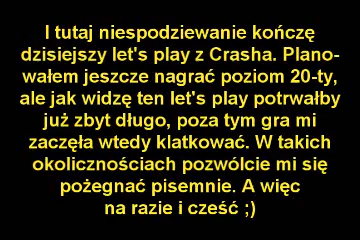 I tutaj niespodziewanie kończę
dzisiejszy let's play z Crasha. Plano-
wałem jeszcze nagrać poziom 20-ty,
ale jak widzę ten let's play potrwałby
już zbyt długo, poza tym gra mi
zaczęła wtedy klatkować. W takich
okolicznościach pozwólcie mi się
pożegnać pisemnie. A więc
na razie i cześć ;)